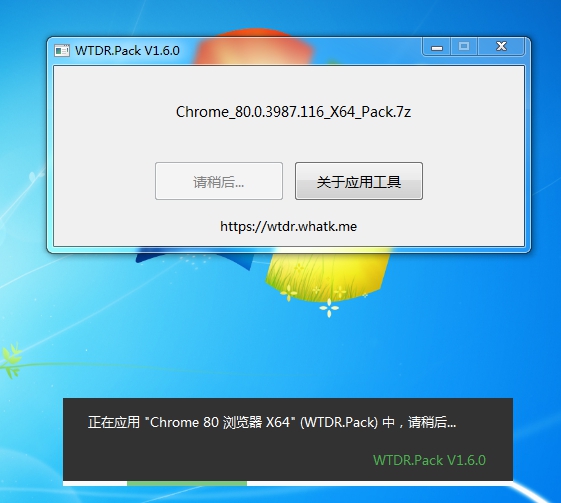 WTDR.Pack V1.6.0
Chrome_80.0.3987.116_X64_Pack.7z
请稍后...
关于应用工具
https://wtdr.whatk.me
正在应用 "Chrome 80 浏览器 X64" (WTDR.Pack) 中，请稍后...
WTDR.Pack V1.6.0